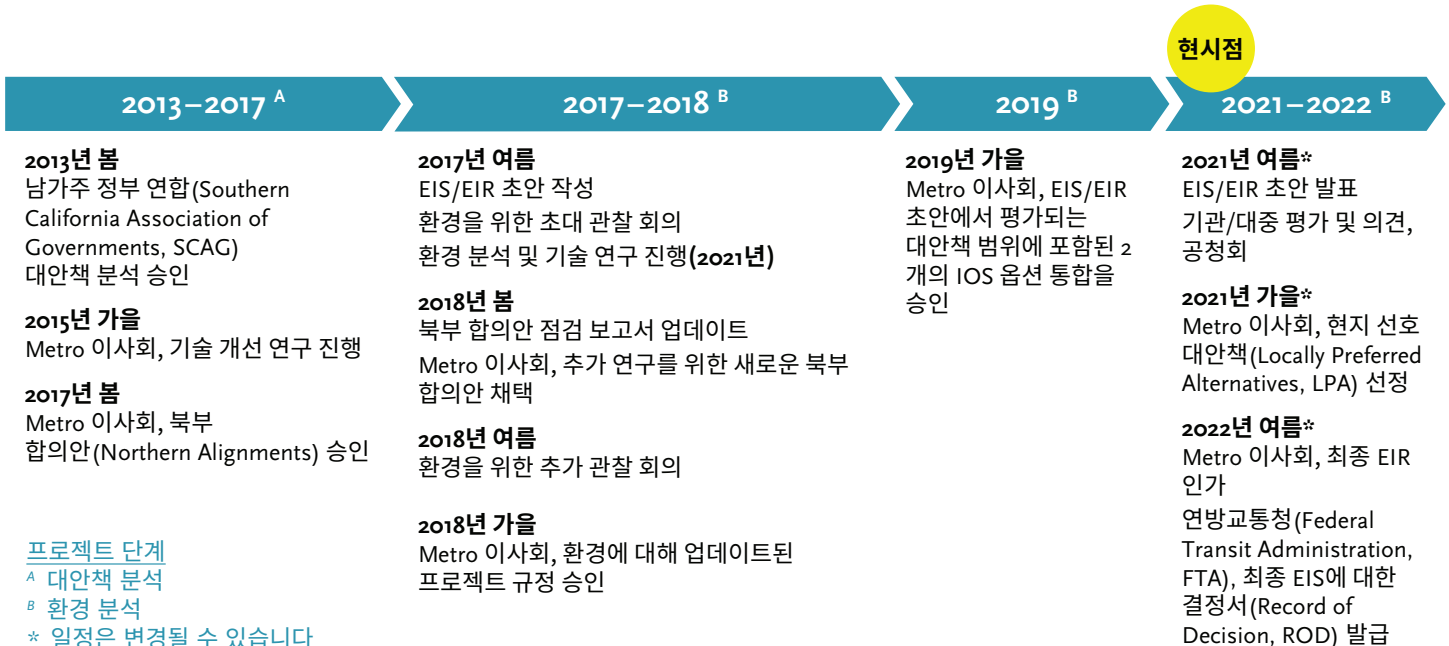 현시점
2013–2017 A
2017–2018 B
2019 B
2021–2022 B
2013년 봄
남가주 정부 연합(Southern
California Association of
Governments, SCAG)
대안책 분석 승인
2015년 가을
Metro 이사회, 기술 개선 연구 진행
2017년 봄
Metro 이사회, 북부
합의안(Northern Alignments) 승인
프로젝트 단계
A 대안책 분석
B 환경 분석
* 일정은 변경될 수 있습니다
2017년 여름
EIS/EIR 초안 작성
환경을 위한 초대 관찰 회의
환경 분석 및 기술 연구 진행(2021년)
2018년 봄
북부 합의안 점검 보고서 업데이트
Metro 이사회, 추가 연구를 위한 새로운 북부
합의안 채택
2018년 여름
환경을 위한 추가 관찰 회의
2018년 가을
Metro 이사회, 환경에 대해 업데이트된
프로젝트 규정 승인
2019년 가을
Metro 이사회, EIS/EIR
초안에서 평가되는
대안책 범위에 포함된 2
개의 IOS 옵션 통합을
승인
2021년 여름*
EIS/EIR 초안 발표
기관/대중 평가 및 의견,
공청회
2021년 가을*
Metro 이사회, 현지 선호
대안책(Locally Preferred
Alternatives, LPA) 선정
2022년 여름*
Metro 이사회, 최종 EIR
인가
연방교통청(Federal
Transit Administration,
FTA), 최종 EIS에 대한
결정서(Record of
Decision, ROD) 발급